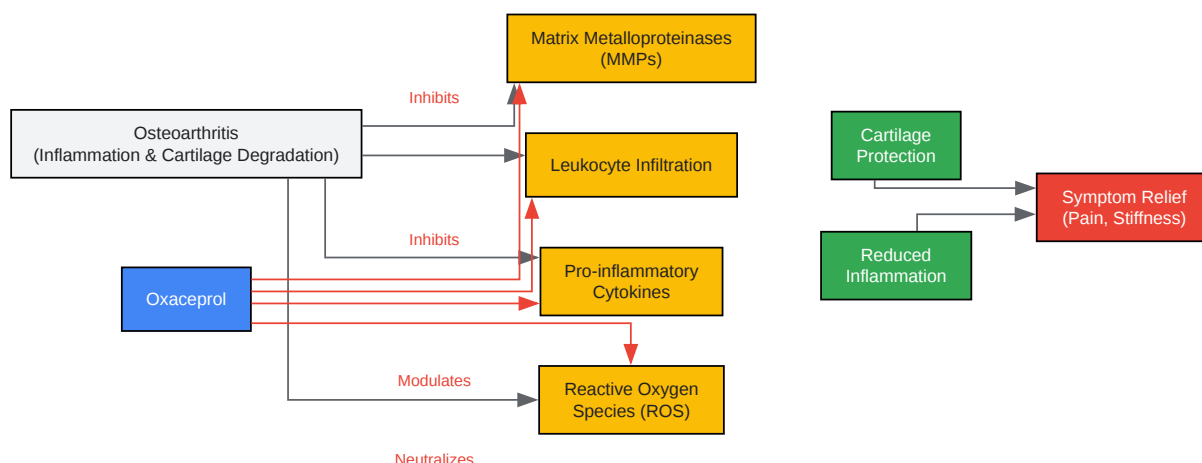 Matrix Metalloproteinases
(MMPs)
Inhibits
Osteoarthritis
(Inflammation & Cartilage Degradation)
Leukocyte Infiltration
Cartilage
Protection
Symptom Relief
(Pain, Stiffness)
Inhibits
Reduced
Inflammation
Oxaceprol
Pro-inflammatory
Cytokines
Modulates
Reactive Oxygen
Species (ROS)
Neutralizes